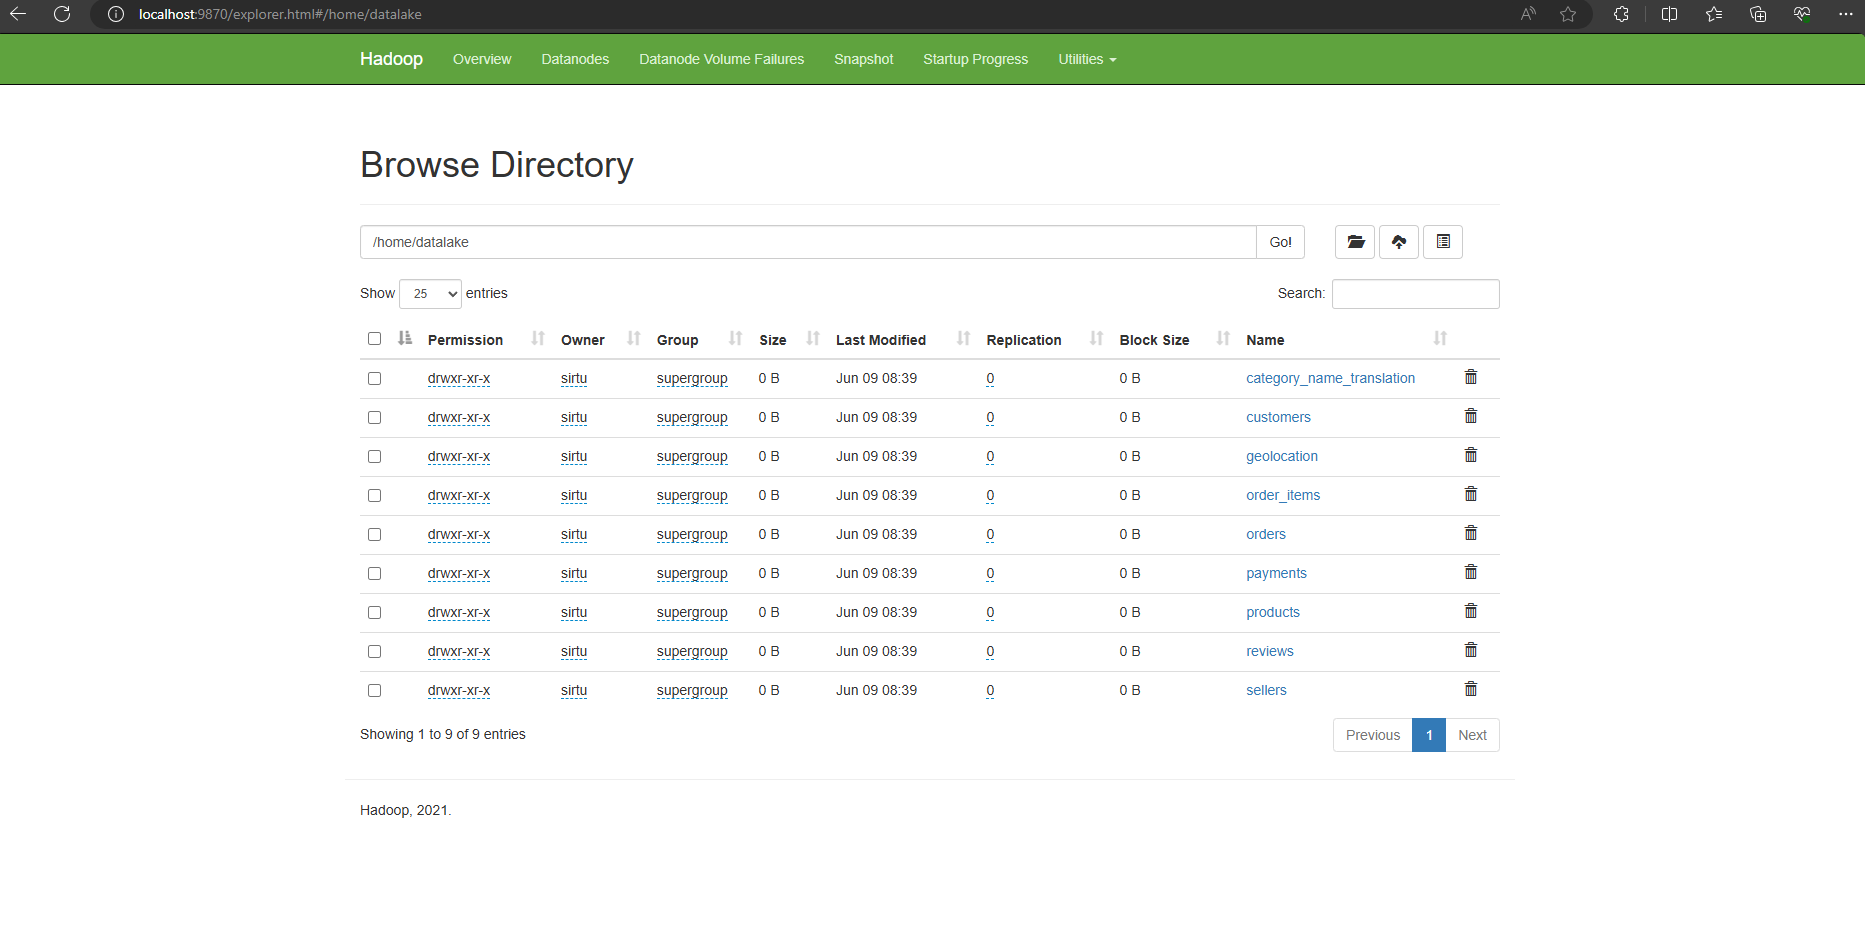 localhost:9870/explorer.html#/home/datalake
Hadoop Overview Datanodes Datanode Volume Failures Snapshot Startup Progress Utilities
Browse Directory
/home/datalake Go!
Show 25 entries Search:
Permission Owner Group Size Last Modified Replication Block Size Name
drwxr-xr-x sirtu supergroup 0 B Jun 09 08:39 0 0 B category_name_translation
drwxr-xr-x sirtu supergroup 0 B Jun 09 08:39 0 0 B customers
drwxr-xr-x sirtu supergroup 0 B Jun 09 08:39 0 0 B geolocation
drwxr-xr-x sirtu supergroup 0 B Jun 09 08:39 0 0 B order_items
drwxr-xr-x sirtu supergroup 0 B Jun 09 08:39 0 0 B orders
drwxr-xr-x sirtu supergroup 0 B Jun 09 08:39 0 0 B payments
drwxr-xr-x sirtu supergroup 0 B Jun 09 08:39 0 0 B products
drwxr-xr-x sirtu supergroup 0 B Jun 09 08:39 0 0 B reviews
drwxr-xr-x sirtu supergroup 0 B Jun 09 08:39 0 0 B sellers
Showing 1 to 9 of 9 entries Previous 1 Next
Hadoop, 2021.